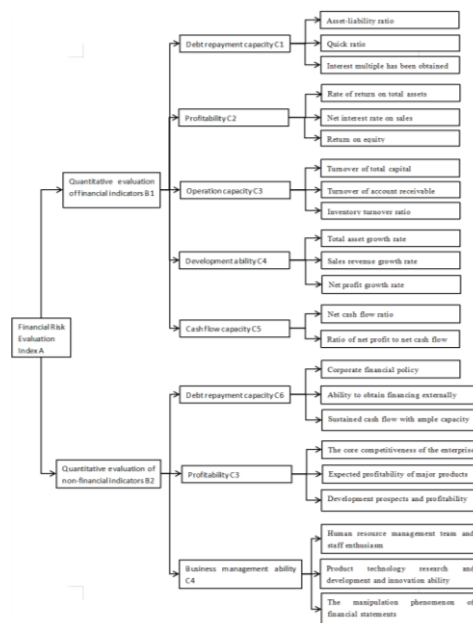 Financial Risk
Evaluation
Index A
Quantitative evaluation
of financial indicators B1
Debt repayment capacity C1
Asset-liability ratio
Quick ratio
Interest multiple has been obtained
Profitability C2
Rate of return on total assets
Net interest rate on sales
Return on equity
Operation capacity C3
Turnover of total capital
Turnover of account receivable
Inventory turnover ratio
Development ability C4
Total asset growth rate
Sales revenue growth rate
Net profit growth rate
Cash flow capacity C5
Net cash flow ratio
Ratio of net profit to net cash flow
Quantitative evaluation of
non-financial indicators B2
Debt repayment capacity C6
Corporate financial policy
Ability to obtain financing externally
Sustained cash flow with ample capacity
Profitability C3
The core competitiveness of the enterprise
Expected profitability of major products
Development prospects and profitability
Business management ability
C4
Human resource management team and
staff enthusiasm
Product technology research and
development and innovation ability
The manipulation phenomenon of
financial statements